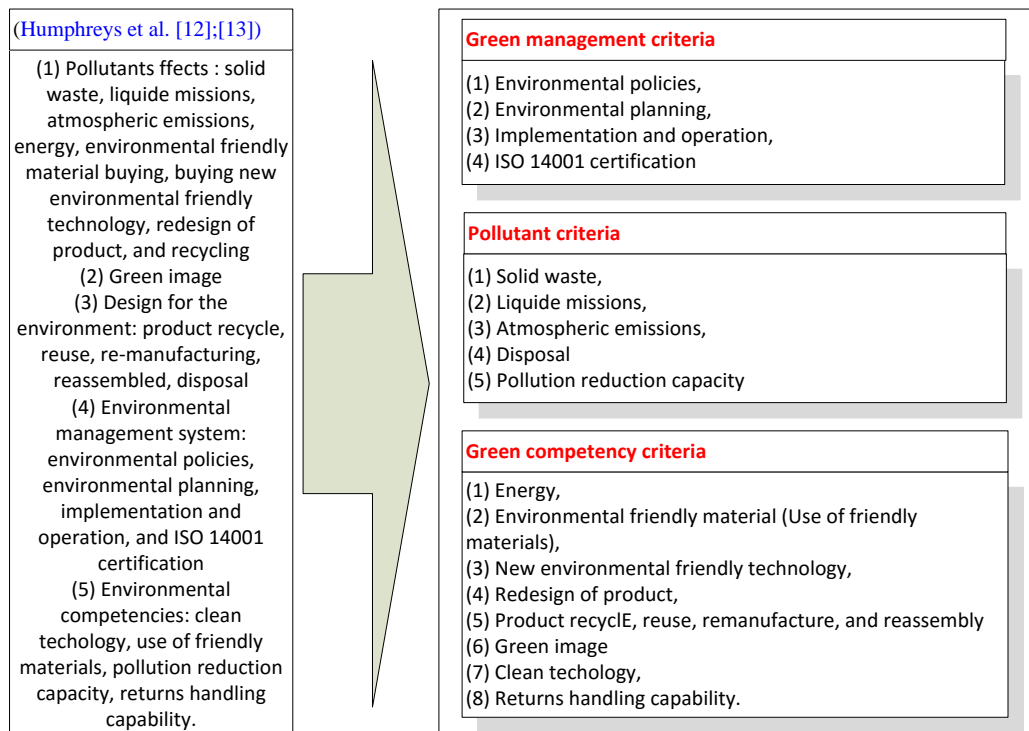 (Humphreys et al. [12];[13])
(1) Pollutants ffects : solid
waste, liquide missions,
atmospheric emissions,
energy, environmental friendly
material buying, buying new
environmental friendly
technology, redesign of
product, and recycling
(2) Green image
(3) Design for the
environment: product recycle,
reuse, re-manufacturing,
reassembled, disposal
(4) Environmental
management system:
environmental policies,
environmental planning,
implementation and
operation, and ISO 14001
certification
(5) Environmental
competencies: clean
techology, use of friendly
materials, pollution reduction
capacity, returns handling
capability.
Green management criteria
(1) Environmental policies,
(2) Environmental planning,
(3) Implementation and operation,
(4) ISO 14001 certification
Pollutant criteria
(1) Solid waste,
(2) Liquide missions,
(3) Atmospheric emissions,
(4) Disposal
(5) Pollution reduction capacity
Green competency criteria
(1) Energy,
(2) Environmental friendly material (Use of friendly
materials),
(3) New environmental friendly technology,
(4) Redesign of product,
(5) Product recyclE, reuse, remanufacture, and reassembly
(6) Green image
(7) Clean techology,
(8) Returns handling capability.